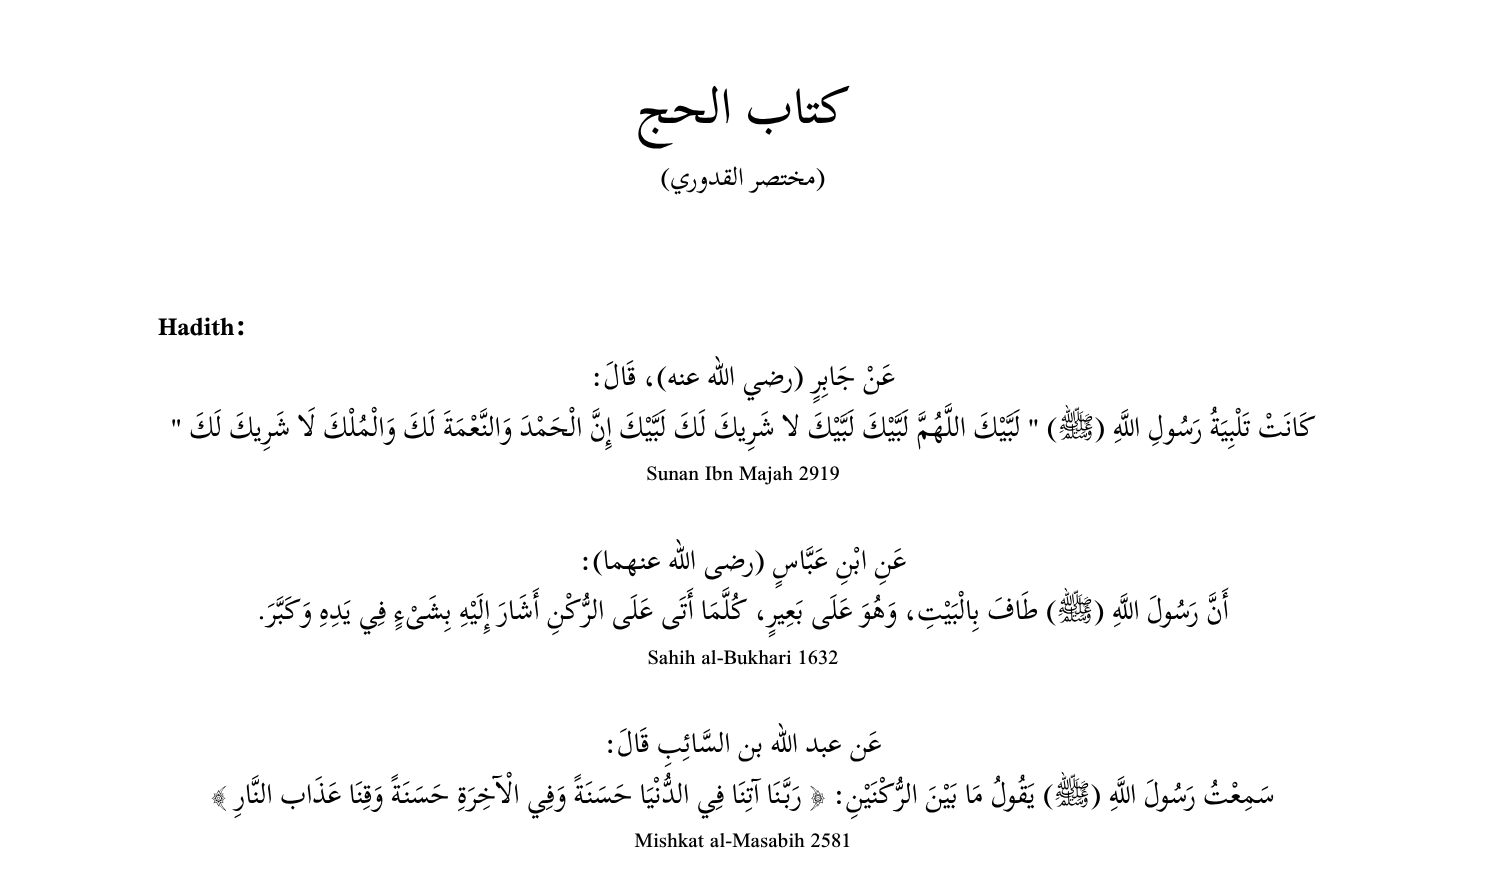 كتاب الحج
(مختصر القدوري)
Hadith:
عَنْ جَابِرٍ (رضي الله عنه)، قَالَ:
كَانَتْ تَلْبِيَةُ رَسُولِ اللَّهِ (ﷺ) " لَبَّيْكَ اللَّهُمَّ لَبَّيْكَ لَبَّيْكَ لا شَرِيكَ لَكَ لَبَّيْكَ إِنَّ الْحَمْدَ وَالنَّعْمَةَ لَكَ وَالْمُلْكَ لَا شَرِيكَ لَكَ "
Sunan Ibn Majah 2919
عَنِ ابْنِ عَبَّاسٍ (رضى الله عنهما):
أَنَّ رَسُولَ اللَّهِ (ﷺ) طَافَ بِالْبَيْتِ، وَهُوَ عَلَى بَعِيرٍ، كُلَّمَا أَتَى عَلَى الرُّكْنِ أَشَارَ إِلَيْهِ بِشَىْءٍ فِي يَدِهِ وَكَبَّرَ.
Sahih al-Bukhari 1632
عَن عبد الله بن السَّائِبِ قَالَ:
سَمِعْتُ رَسُولَ اللَّهِ (ﷺ) يَقُولُ مَا بَيْنَ الرُّكْنَيْنِ: ﴿ رَبَّنَا آتِنَا فِي الدُّنْيَا حَسَنَةً وَفِي الْآخِرَةِ حَسَنَةً وَقِنَا عَذَاب النَّارِ ﴾
Mishkat al-Masabih 2581